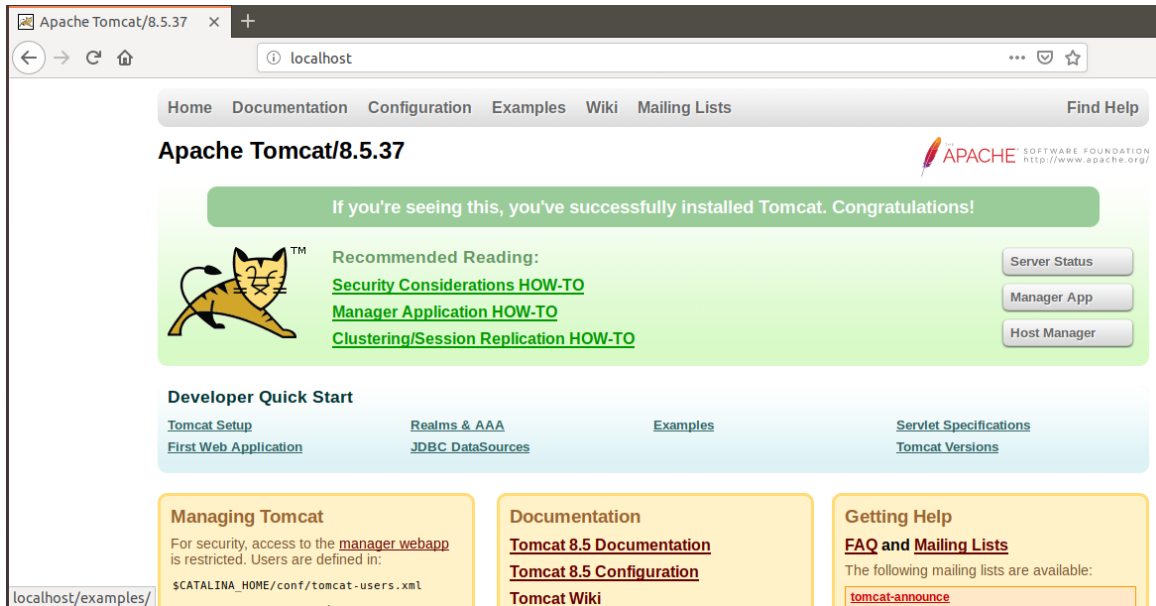 Apache Tomcat/8.5.37
localhost
Home Documentation Configuration Examples Wiki Mailing Lists Find Help
Apache Tomcat/8.5.37
THE
APACHE™ SOFTWARE FOUNDATION
http://www.apache.org/
If you're seeing this, you've successfully installed Tomcat. Congratulations!
TM
Recommended Reading:
Security Considerations HOW-TO
Manager Application HOW-TO
Clustering/Session Replication HOW-TO
Server Status
Manager App
Host Manager
Developer Quick Start
Tomcat Setup
First Web Application
Realms & AAA
JDBC DataSources
Examples
Servlet Specifications
Tomcat Versions
Managing Tomcat
For security, access to the manager webapp
is restricted. Users are defined in:
$CATALINA_HOME/conf/tomcat-users.xml
Documentation
Tomcat 8.5 Documentation
Tomcat 8.5 Configuration
Tomcat Wiki
Getting Help
FAQ and Mailing Lists
The following mailing lists are available:
tomcat-announce
localhost/examples/